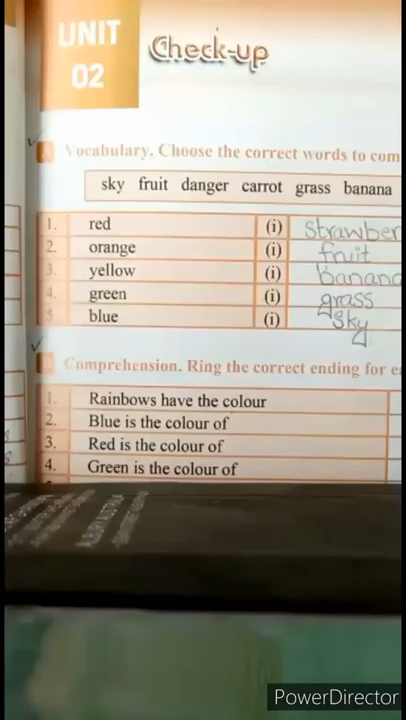 UNIT
02
Check-up
Vocabulary. Choose the correct words to com
sky fruit danger carrot grass banana
1. red (i) Strawber
2. orange (i) fruit
3. yellow (i) banana
4. green (i) grass
5. blue (i) Sky
Comprehension. Ring the correct ending for e
1. Rainbows have the colour
2. Blue is the colour of
3. Red is the colour of
4. Green is the colour of
PowerDirector